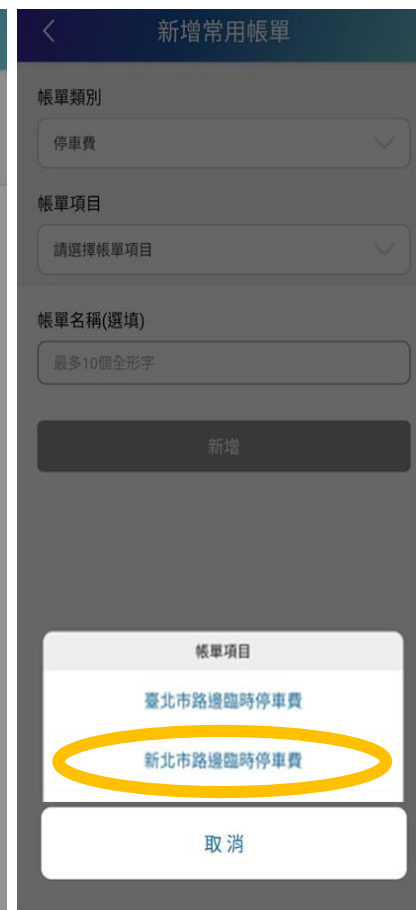 新增常用帳單
帳單類別
停車費
帳單項目
請選擇帳單項目
帳單名稱(選填)
最多10個全形字
新增
帳單項目
臺北市路邊臨時停車費
新北市路邊臨時停車費
取消